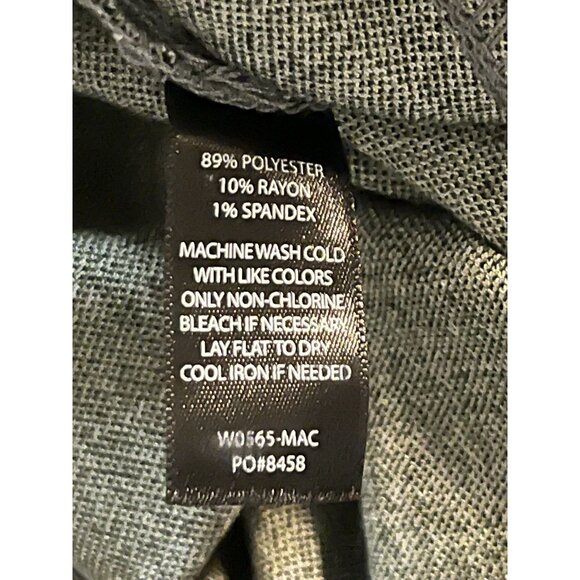 89% POLYESTER
10% RAYON
1% SPANDEX
MACHINE WASH COLD
WITH LIKE COLORS
ONLY NON-CHLORINE
BLEACH IF NECESSARY
LAY FLAT TO DRY
COOL IRON IF NEEDED
W0565-MAC
PO#8458